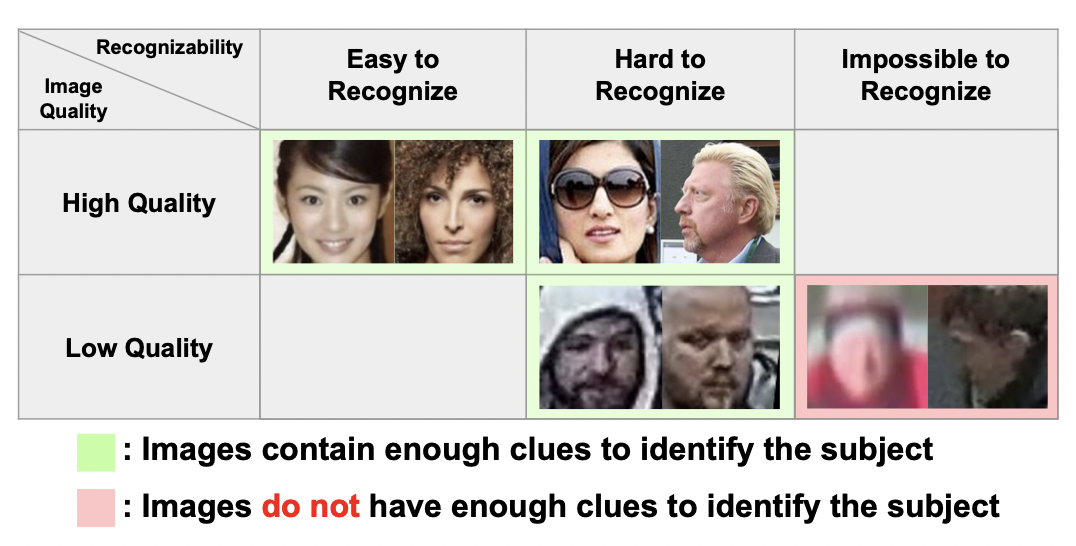 Recognizability
Image
Quality
Easy to
Recognize
Hard to
Recognize
Impossible to
Recognize
High Quality
Low Quality
: Images contain enough clues to identify the subject
: Images do not have enough clues to identify the subject